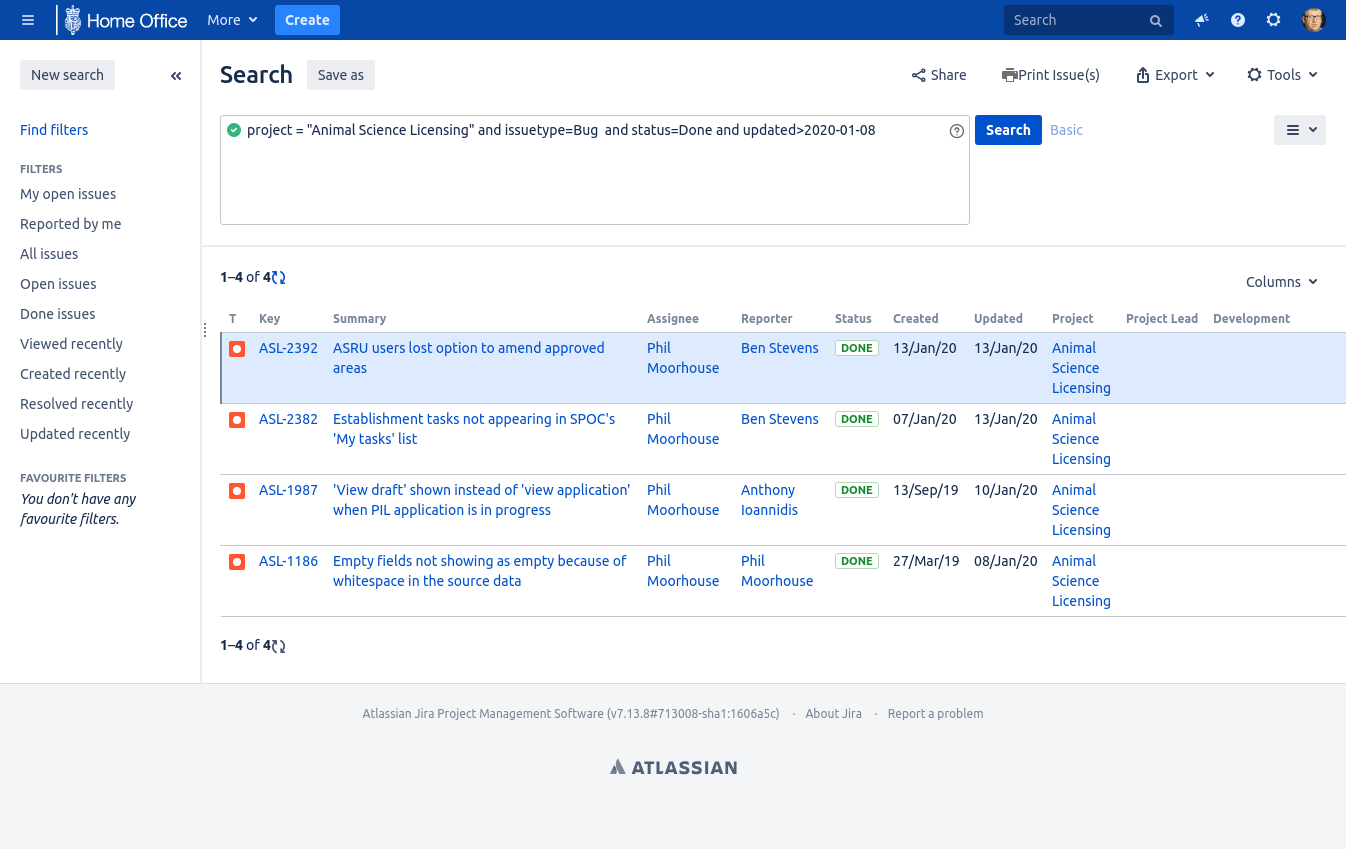 Home Office More Create Search
New search
Search Save as Share Print Issue(s) Export Tools
project = "Animal Science Licensing" and issuetype=Bug  and status=Done and updated>2020-01-08 Search Basic
Find filters
FILTERS
My open issues
Reported by me
All issues
Open issues
Done issues
Viewed recently
Created recently
Resolved recently
Updated recently
FAVOURITE FILTERS
You don't have any
favourite filters.
1–4 of 4
Columns
T Key Summary Assignee Reporter Status Created Updated Project Project Lead Development
ASL-2392 ASRU users lost option to amend approved Phil Ben Stevens DONE 13/Jan/20 13/Jan/20 Animal
areas Moorhouse Science
Licensing
ASL-2382 Establishment tasks not appearing in SPOC's Phil Ben Stevens DONE 07/Jan/20 13/Jan/20 Animal
'My tasks' list Moorhouse Science
Licensing
ASL-1987 'View draft' shown instead of 'view application' Phil Anthony DONE 13/Sep/19 10/Jan/20 Animal
when PIL application is in progress Moorhouse Ioannidis Science
Licensing
ASL-1186 Empty fields not showing as empty because of Phil Phil DONE 27/Mar/19 08/Jan/20 Animal
whitespace in the source data Moorhouse Moorhouse Science
Licensing
1–4 of 4
Atlassian Jira Project Management Software (v7.13.8#713008-sha1:1606a5c) · About Jira · Report a problem
ATLASSIAN